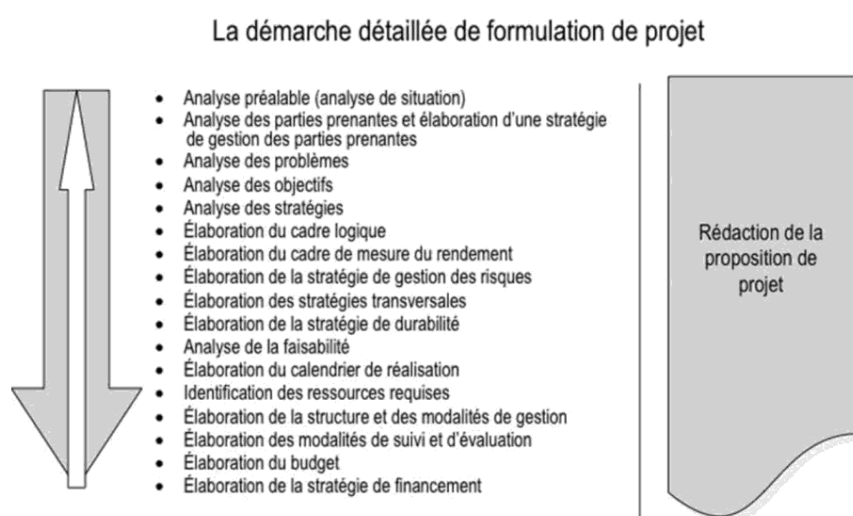 La démarche détaillée de formulation de projet
• Analyse préalable (analyse de situation)
• Analyse des parties prenantes et élaboration d'une stratégie
de gestion des parties prenantes
• Analyse des problèmes
• Analyse des objectifs
• Analyse des stratégies
• Élaboration du cadre logique
• Élaboration du cadre de mesure du rendement
• Élaboration de la stratégie de gestion des risques
• Élaboration des stratégies transversales
• Élaboration de la stratégie de durabilité
• Analyse de la faisabilité
• Élaboration du calendrier de réalisation
• Identification des ressources requises
• Élaboration de la structure et des modalités de gestion
• Élaboration des modalités de suivi et d'évaluation
• Élaboration du budget
• Élaboration de la stratégie de financement
Rédaction de la
proposition de
projet